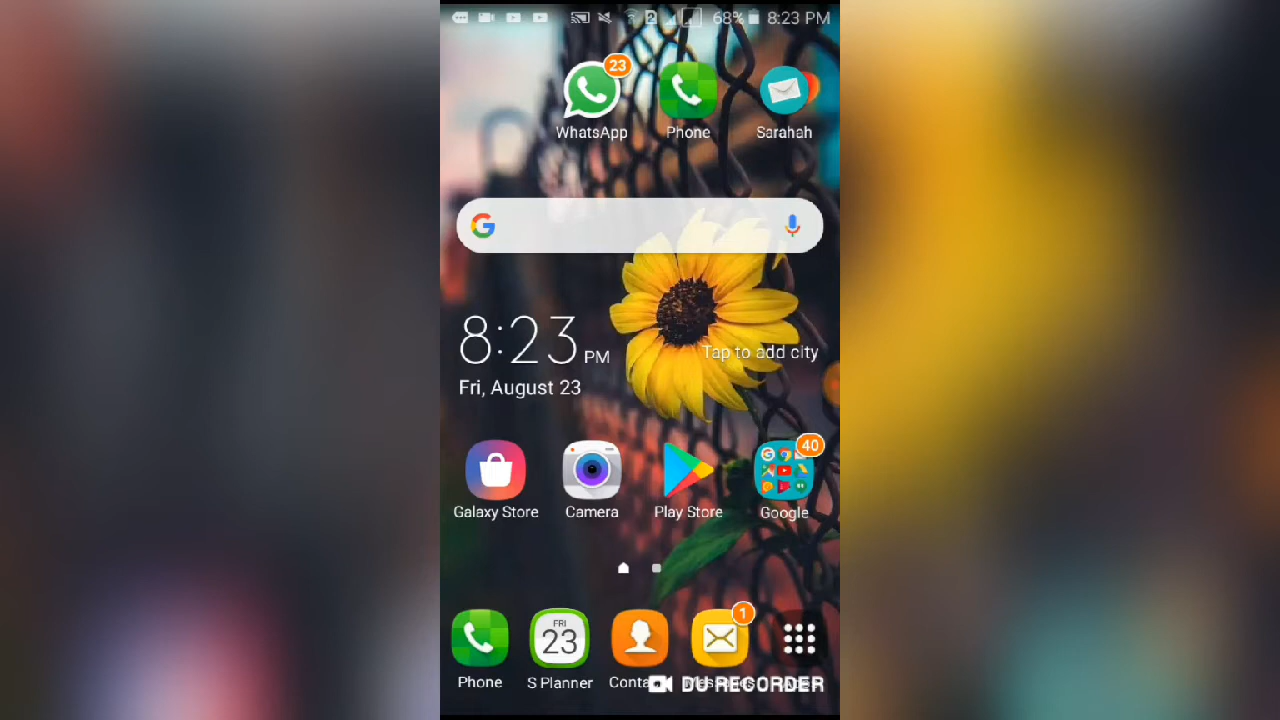 68% 8:23 PM
23
WhatsApp Phone Sarahah
8:23 PM
Tap to add city
Fri, August 23
40
Galaxy Store Camera Play Store Google
FRI
23
1
Phone S Planner Conta
DU RECORDER